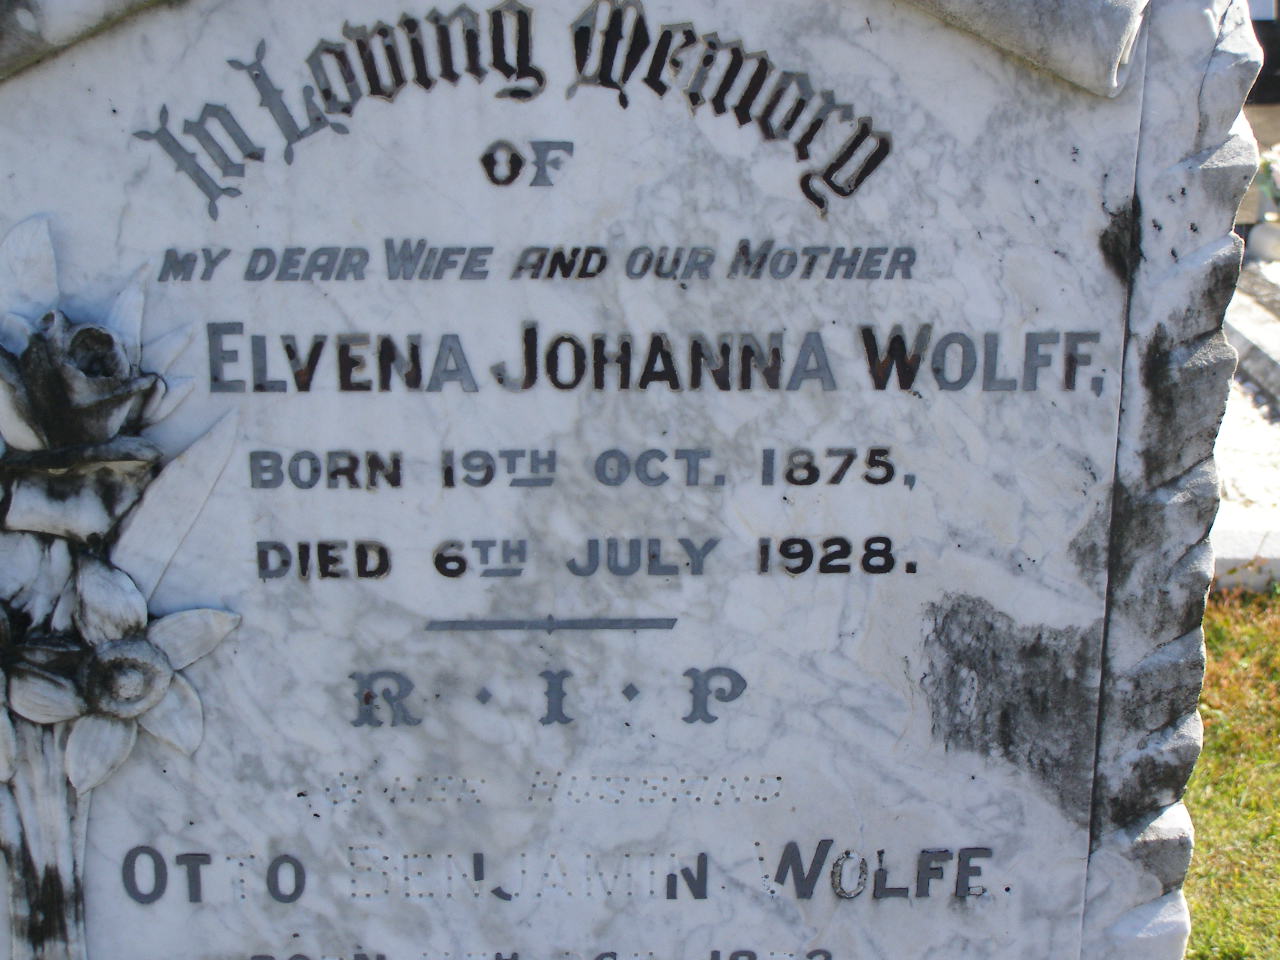 In Loving Memory
OF
MY DEAR WIFE AND OUR MOTHER
ELVENA JOHANNA WOLFF,
BORN 19TH OCT. 1875,
DIED 6TH JULY 1928.
R · I · P
HER HUSBAND
OTTO BENJAMIN WOLFE.
BORN